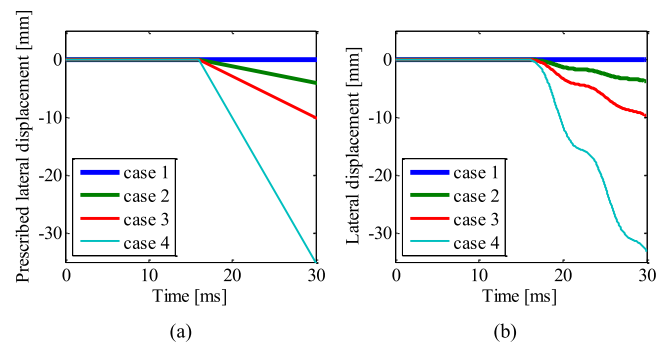 Prescribed lateral displacement [mm]
0
-10
-20
-30
case 1
case 2
case 3
case 4
0
10
20
30
Time [ms]
(a)
Lateral displacement [mm]
0
-10
-20
-30
case 1
case 2
case 3
case 4
0
10
20
30
Time [ms]
(b)